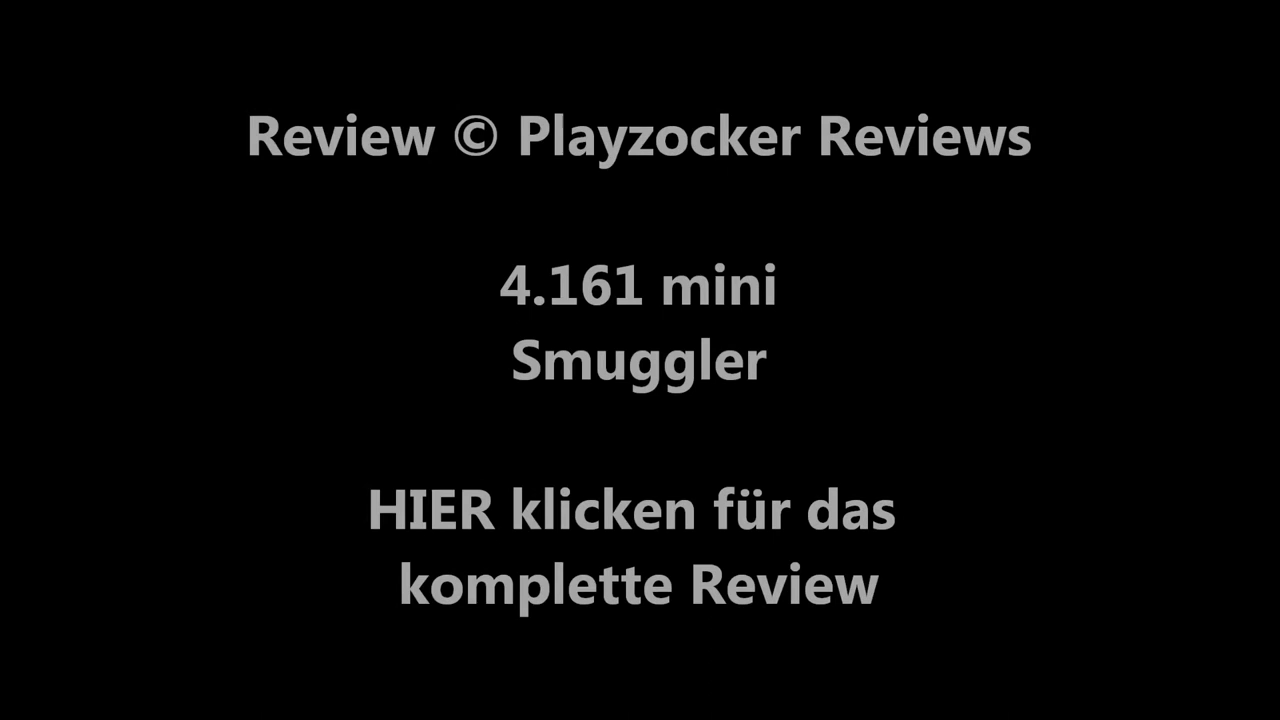 Review © Playzocker Reviews
4.161 mini
Smuggler
HIER klicken für das
komplette Review